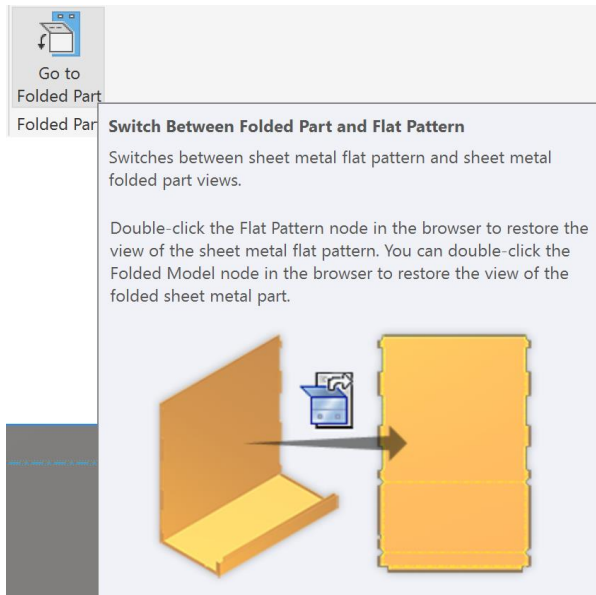 Go to
Folded Part
Folded Par
Switch Between Folded Part and Flat Pattern
Switches between sheet metal flat pattern and sheet metal
folded part views.
Double-click the Flat Pattern node in the browser to restore the
view of the sheet metal flat pattern. You can double-click the
Folded Model node in the browser to restore the view of the
folded sheet metal part.